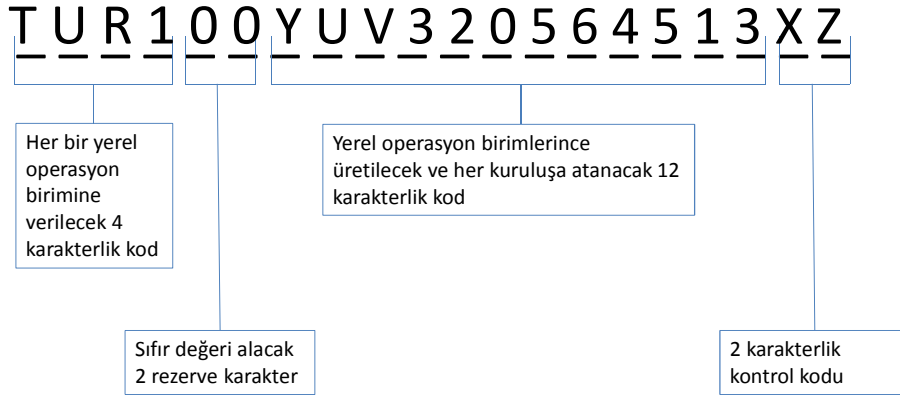 T U R 1 0 0 Y U V 3 2 0 5 6 4 5 1 3 X Z
Her bir yerel
operasyon
birimine
verilecek 4
karakterlik kod
Yerel operasyon birimlerince
üretilecek ve her kuruluşa atanacak 12
karakterlik kod
Sıfır değeri alacak
2 rezerve karakter
2 karakterlik
kontrol kodu